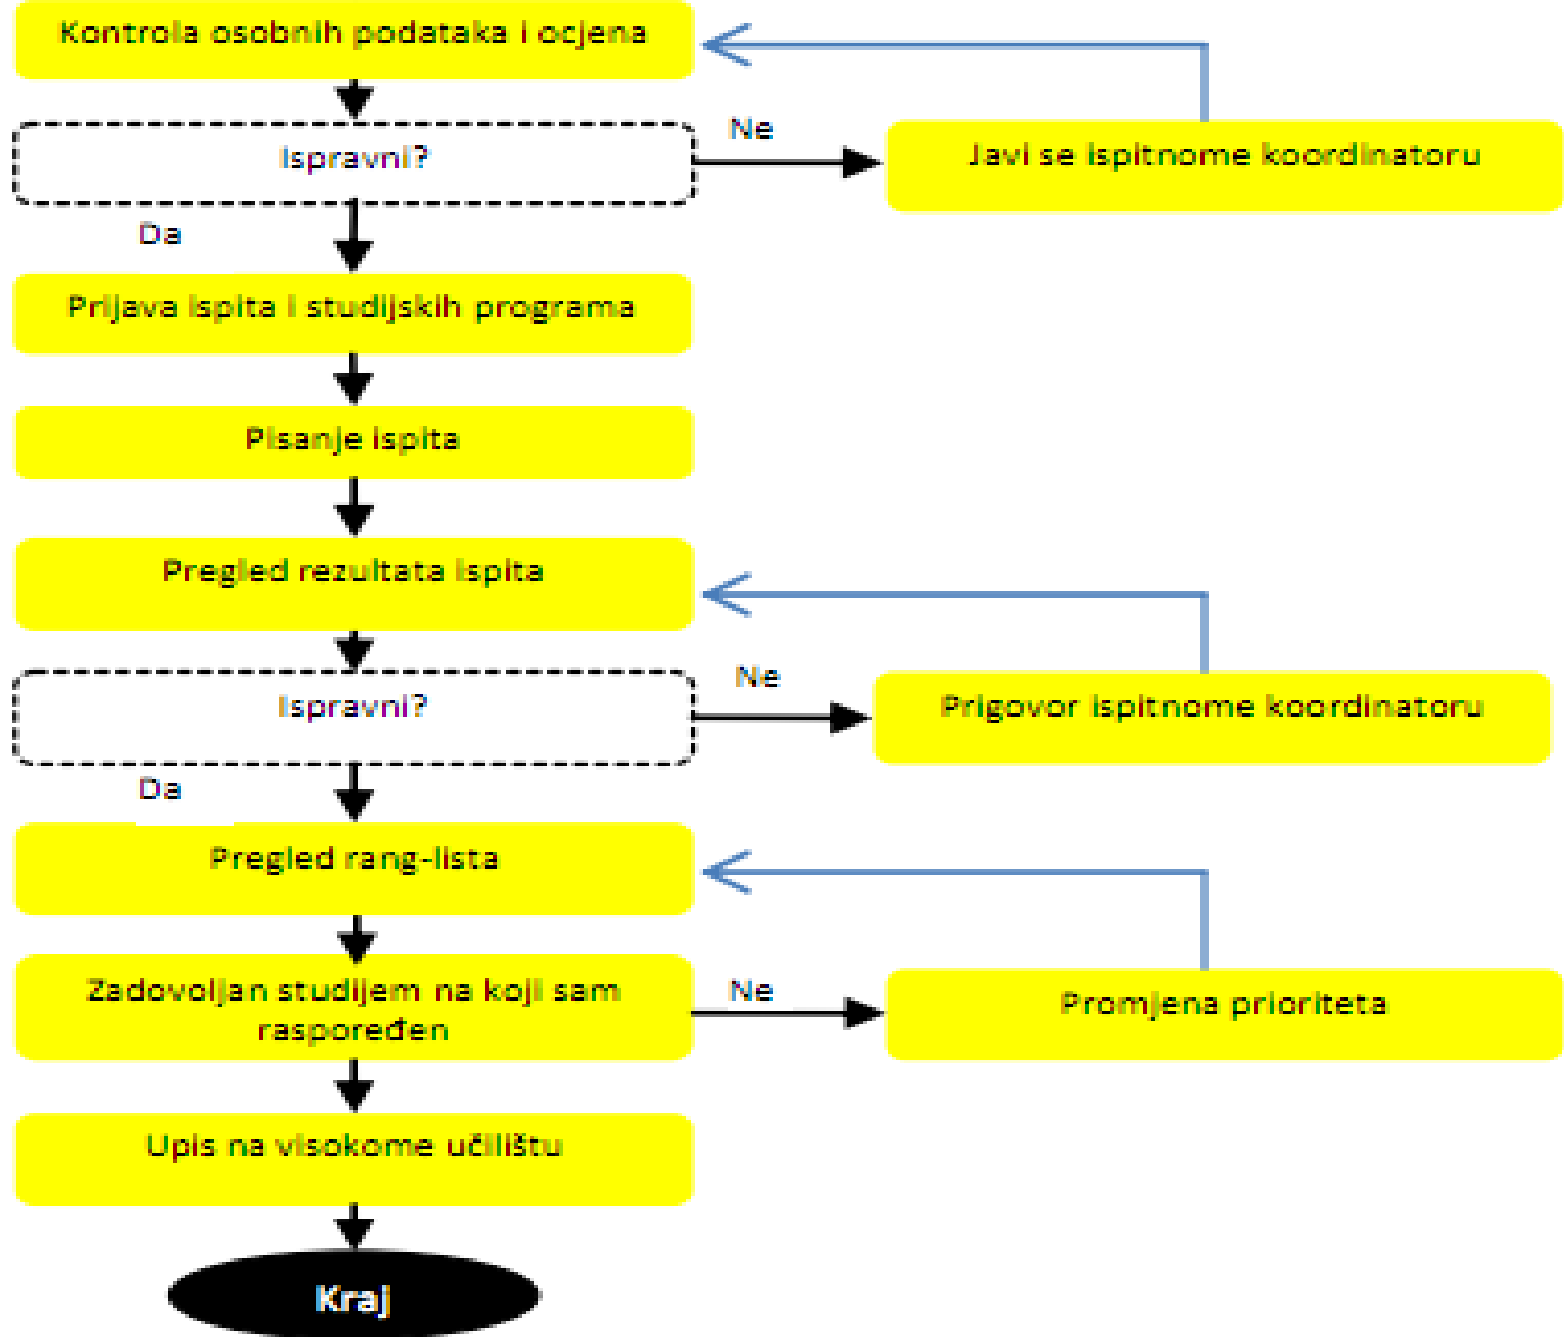 Kontrola osobnih podataka i ocjena
Ispravni?
Ne
Javi se ispitnome koordinatoru
Da
Prijava ispita i studijskih programa
Pisanje ispita
Pregled rezultata ispita
Ispravni?
Ne
Prigovor ispitnome koordinatoru
Da
Pregled rang-lista
Zadovoljan studijem na koji sam
raspoređen
Ne
Promjena prioriteta
Upis na visokome učilištu
Kraj